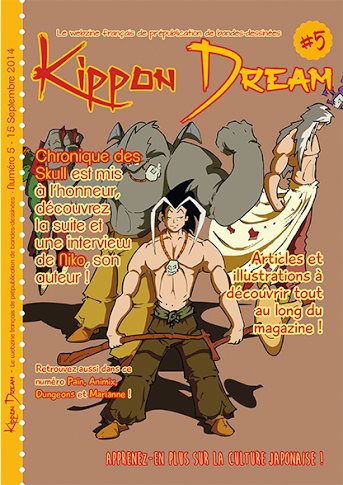 Le webzine français de prépublication de bandes-dessinées
Kippon Dream
#5
Chronique des
Skull est mis
à l'honneur,
découvrez
la suite et
une interview
de Niko, son
auteur !
Articles et
illustrations à
découvrir tout
au long du
magazine !
Retrouvez aussi dans ce
numéro Pain, Animix,
Dungeons et Marianne !
Apprenez-en plus sur la culture japonaise !
Kippon Dream - Le webzine français de prépublication de bandes-dessinées - Numéro 5 - 15 Septembre 2014